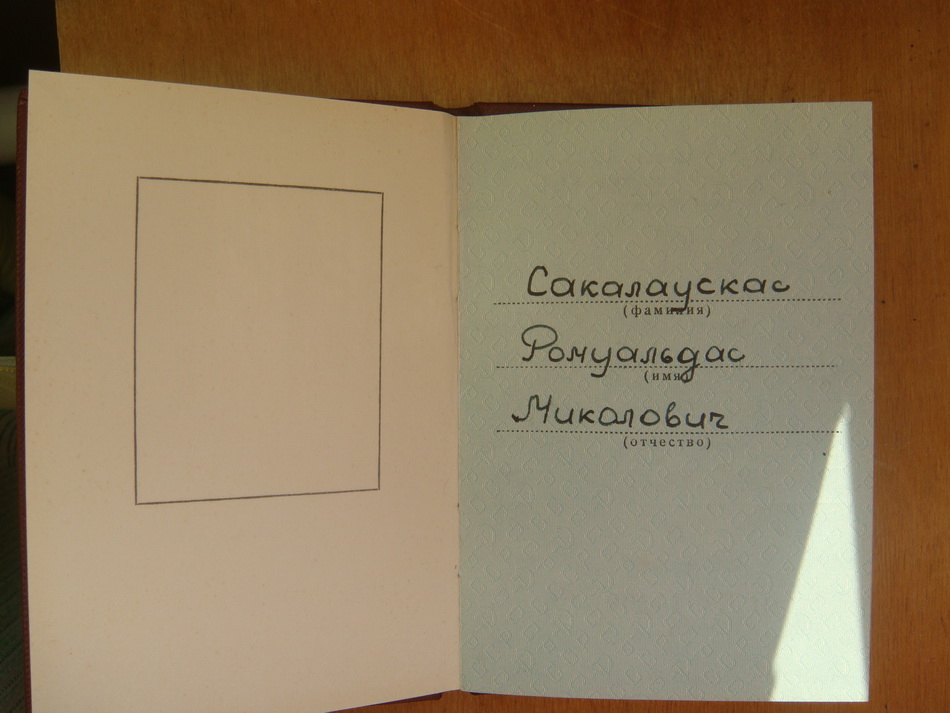 Сакалаускас
(фамилия)
Ромуальдас
(имя)
Миколович
(отчество)